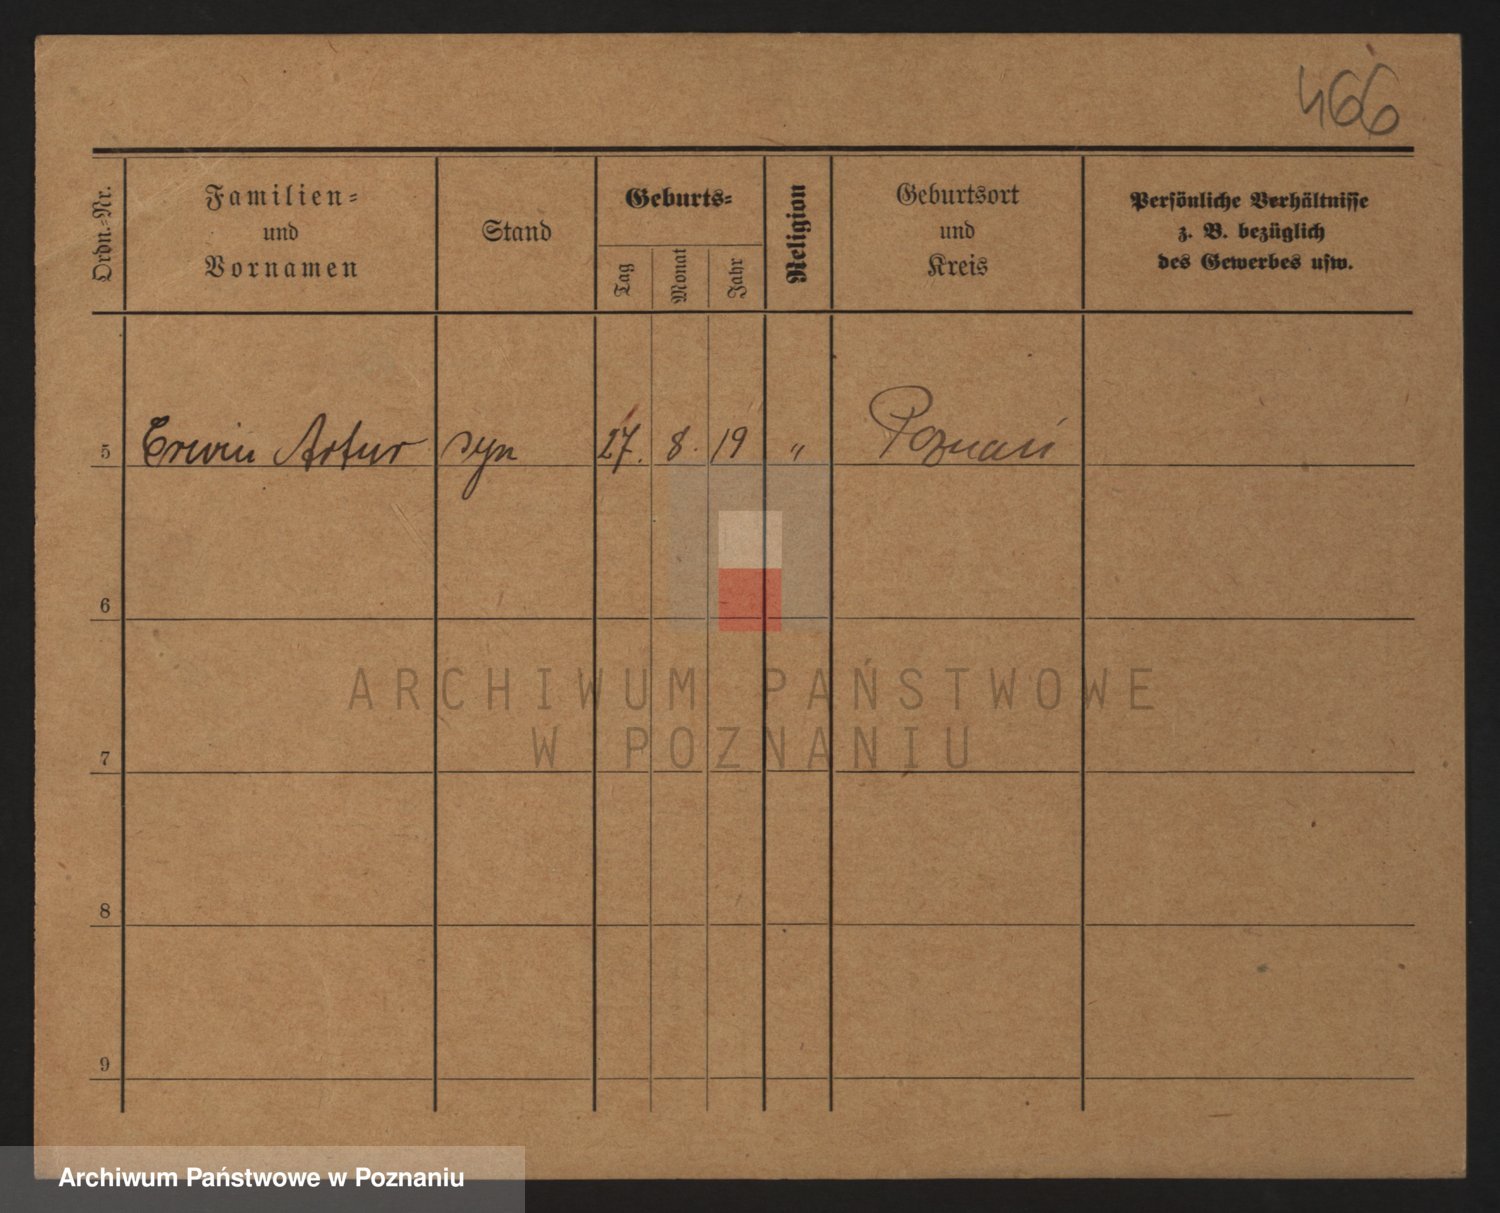 466
Ordn.-Nr.
Familien-
und
Vornamen
Stand
Geburts-
Tag
Monat
Jahr
Religion
Geburtsort
und
Kreis
Persönliche Verhältnisse
z. B. bezüglich
des Gewerbes usw.
5 Erwin Artur syn 27. 8. 19 " Poznań
6
7
8
9
ARCHIWUM PAŃSTWOWE
W POZNANIU
Archiwum Państwowe w Poznaniu